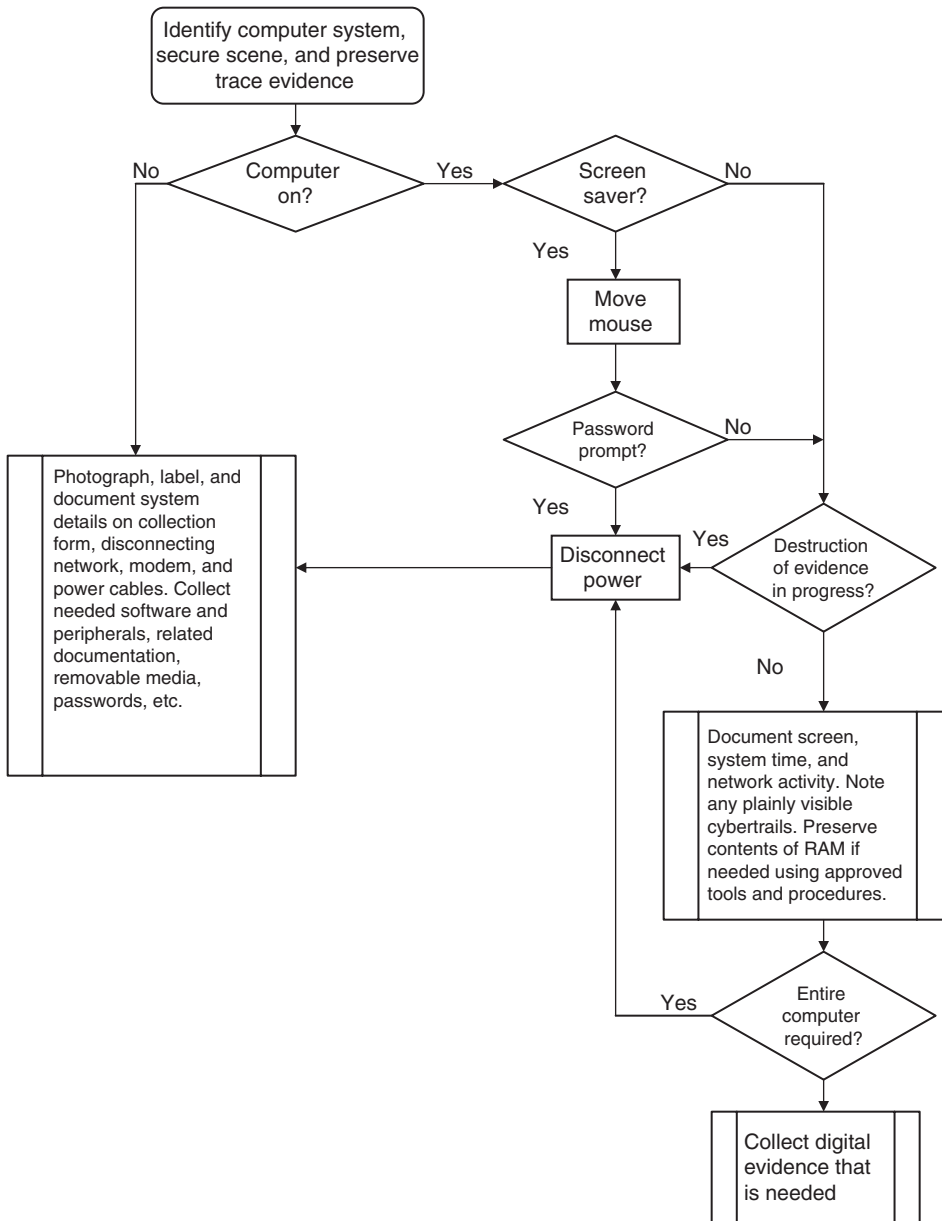 Identify computer system,
secure scene, and preserve
trace evidence
No
Computer
on?
Yes
Screen
saver?
No
Yes
Move
mouse
Password
prompt?
No
Yes
Photograph, label, and
document system
details on collection
form, disconnecting
network, modem, and
power cables. Collect
needed software and
peripherals, related
documentation,
removable media,
passwords, etc.
Disconnect
power
Yes
Destruction
of evidence
in progress?
No
Document screen,
system time, and
network activity. Note
any plainly visible
cybertrails. Preserve
contents of RAM if
needed using approved
tools and procedures.
Yes
Entire
computer
required?
Collect digital
evidence that
is needed